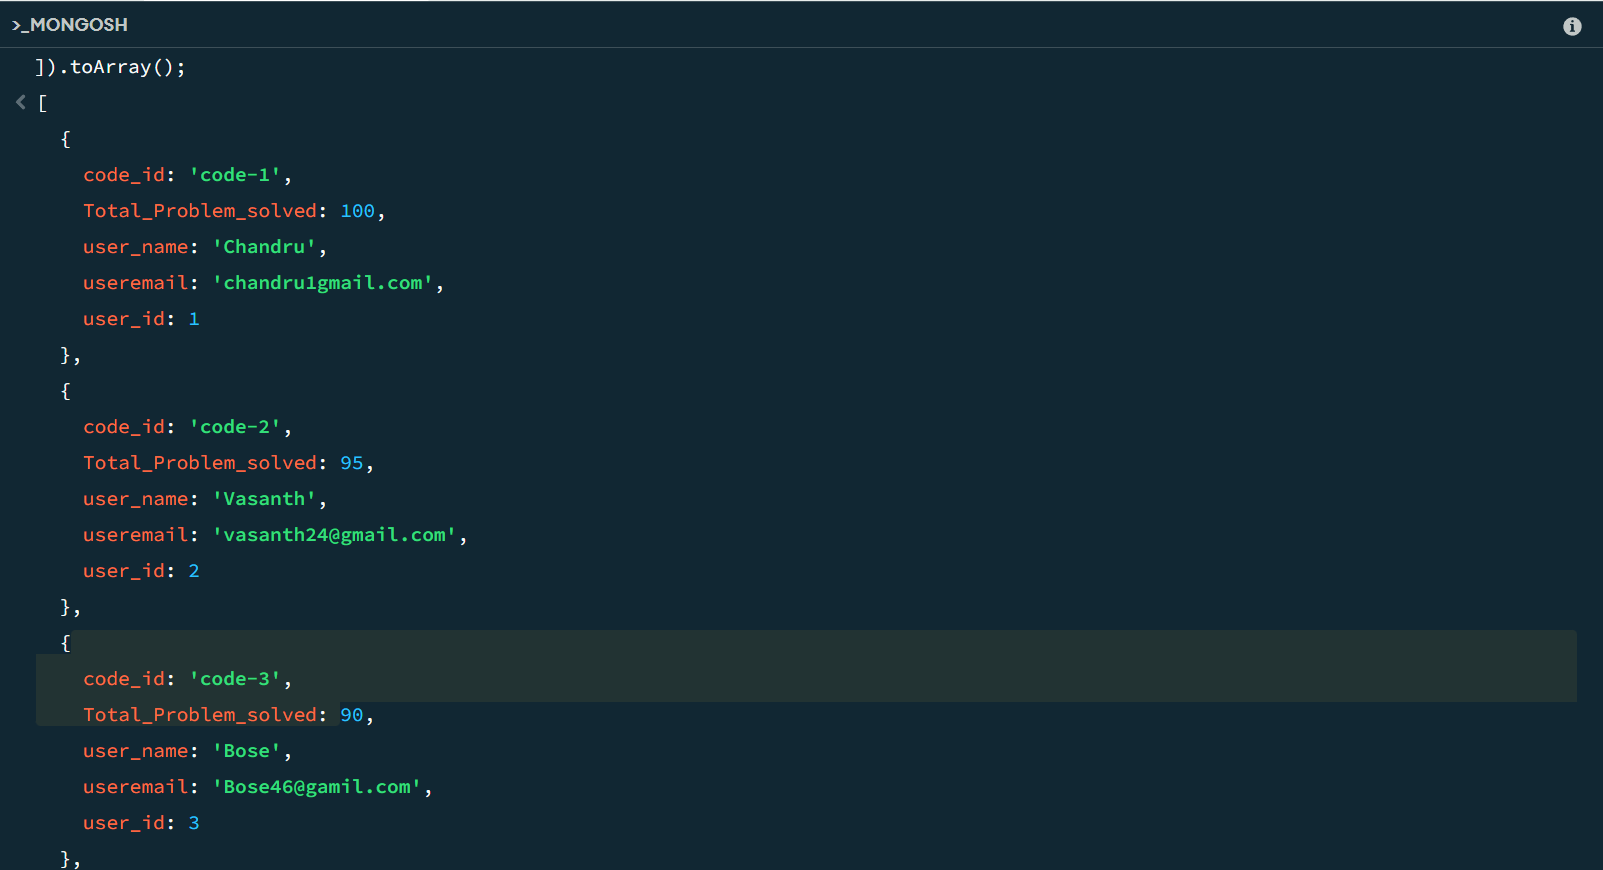 >_MONGOSH
]).toArray();
[
{
code_id: 'code-1',
Total_Problem_solved: 100,
user_name: 'Chandru',
useremail: 'chandru1gmail.com',
user_id: 1
},
{
code_id: 'code-2',
Total_Problem_solved: 95,
user_name: 'Vasanth',
useremail: 'vasanth24@gmail.com',
user_id: 2
},
{
code_id: 'code-3',
Total_Problem_solved: 90,
user_name: 'Bose',
useremail: 'Bose46@gamil.com',
user_id: 3
},